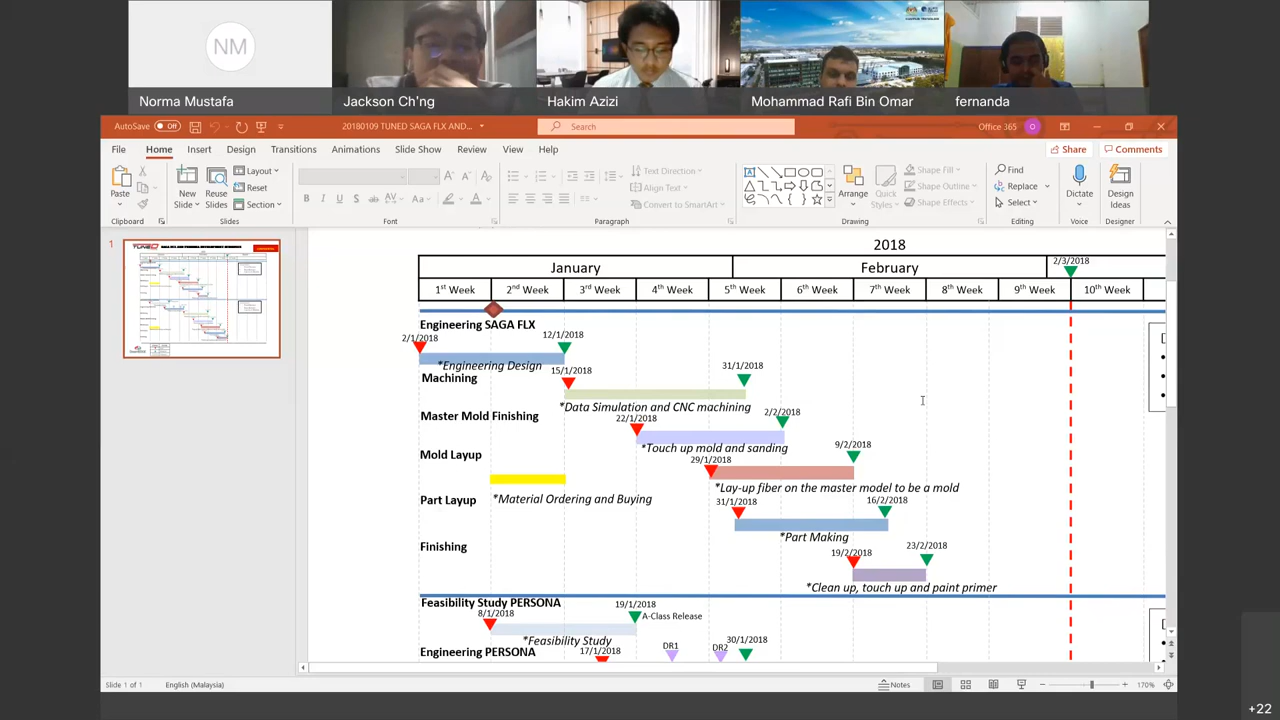 NM
Norma Mustafa
Jackson Ch'ng
Hakim Azizi
Mohammad Rafi Bin Omar
fernanda
AutoSave Off
20180109 TUNED SAGA FLX AND...
Search
Office 365
O
File Home Insert Design Transitions Animations Slide Show Review View Help
Share
Comments
Paste
New Slide
Reuse Slides
Layout
Reset
Section
B I U S ab AV Aa A
Text Direction
Align Text
Convert to SmartArt
Arrange
Quick Styles
Shape Fill
Shape Outline
Shape Effects
Find
Replace
Select
Dictate
Design Ideas
Clipboard Slides Font Paragraph Drawing Editing Voice Designer
1
2018
January February 2/3/2018
1st Week 2nd Week 3rd Week 4th Week 5th Week 6th Week 7th Week 8th Week 9th Week 10th Week
Engineering SAGA FLX
2/1/2018 12/1/2018
*Engineering Design
Machining
15/1/2018 31/1/2018
*Data Simulation and CNC machining
Master Mold Finishing
22/1/2018 2/2/2018
*Touch up mold and sanding
Mold Layup
29/1/2018 9/2/2018
*Lay-up fiber on the master model to be a mold
*Material Ordering and Buying
Part Layup
31/1/2018 16/2/2018
*Part Making
Finishing
19/2/2018 23/2/2018
*Clean up, touch up and paint primer
Feasibility Study PERSONA
8/1/2018 19/1/2018
A-Class Release
*Feasibility Study
Engineering PERSONA
17/1/2018 DR1 DR2 30/1/2018
Slide 1 of 1 English (Malaysia)
Notes
170%
+22